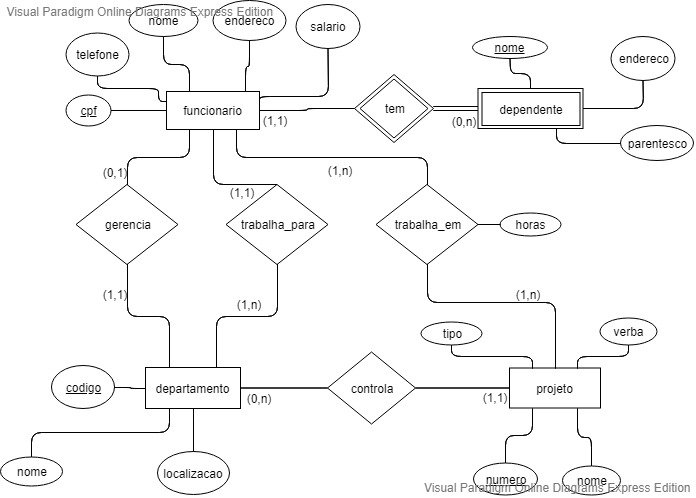 Visual Paradigm Online Diagrams Express Edition
nome
endereco
salario
telefone
nome
endereco
cpf
funcionario
tem
dependente
(1,1)
(0,n)
parentesco
(0,1)
(1,1)
(1,n)
gerencia
trabalha_para
trabalha_em
horas
(1,1)
(1,n)
(1,n)
tipo
verba
codigo
departamento
controla
projeto
(0,n)
(1,1)
nome
localizacao
numero
nome
Visual Paradigm Online Diagrams Express Edition